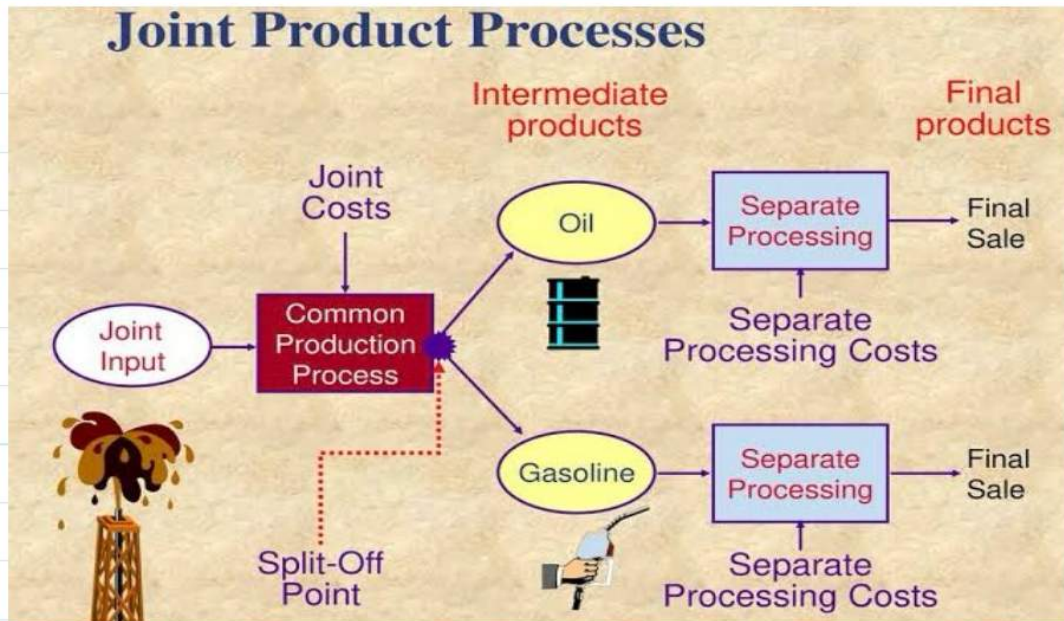 Joint Product Processes
Intermediate
products
Final
products
Joint
Costs
Joint
Input
Common
Production
Process
Split-Off
Point
Oil
Separate
Processing
Final
Sale
Separate
Processing Costs
Gasoline
Separate
Processing
Final
Sale
Separate
Processing Costs